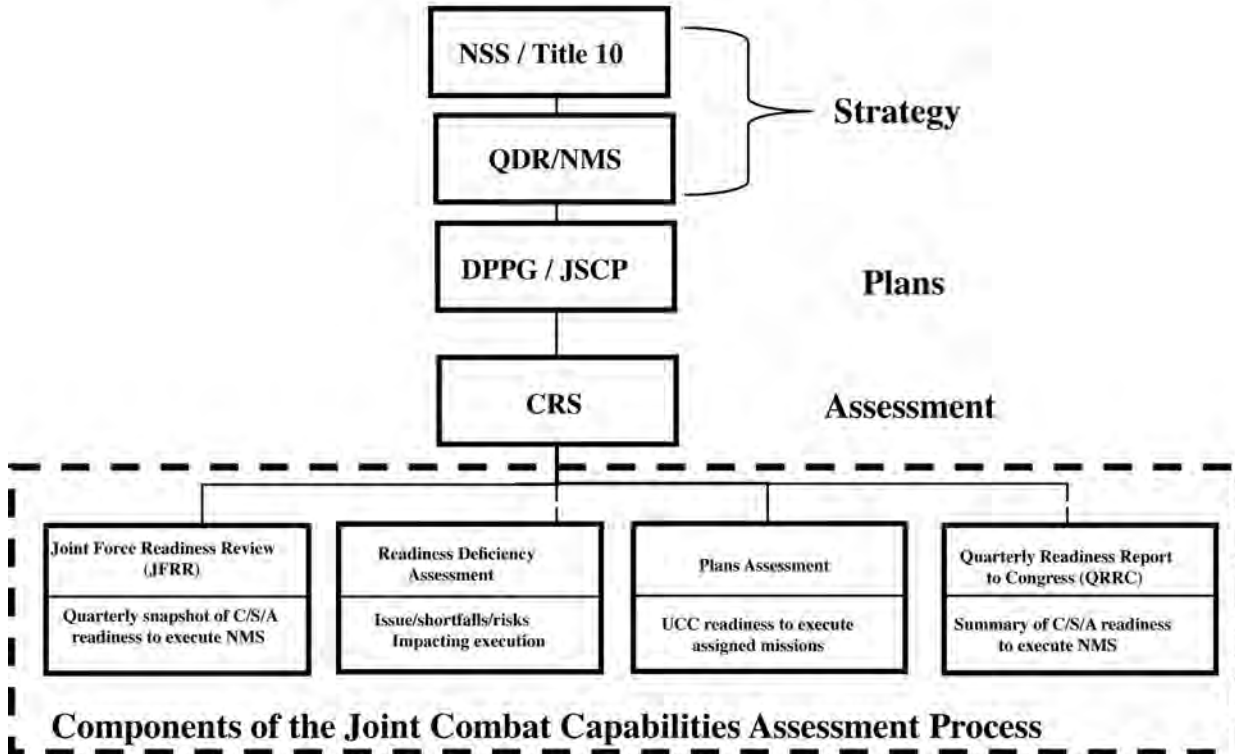 NSS / Title 10
Strategy
QDR/NMS
DPPG / JSCP
Plans
CRS
Assessment
Joint Force Readiness Review
(JFRR)
Quarterly snapshot of C/S/A
readiness to execute NMS
Readiness Deficiency
Assessment
Issue/shortfalls/risks
Impacting execution
Plans Assessment
UCC readiness to execute
assigned missions
Quarterly Readiness Report
to Congress (QRRC)
Summary of C/S/A readiness
to execute NMS
Components of the Joint Combat Capabilities Assessment Process